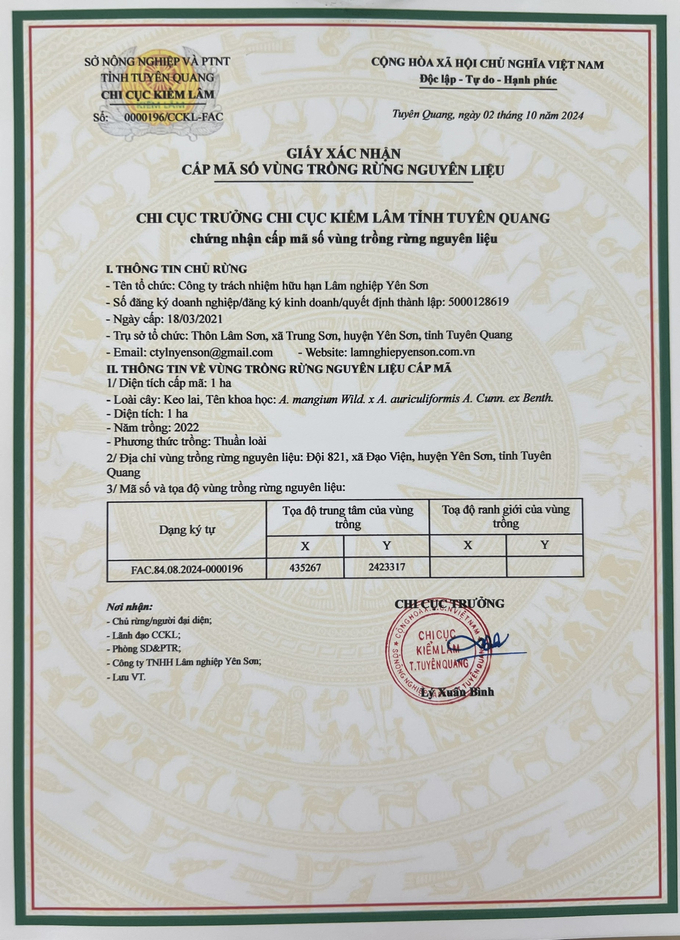 SỞ NÔNG NGHIỆP VÀ PTNT
TỈNH TUYÊN QUANG
CHI CỤC KIỂM LÂM
KIỂM LÂM
Số: 0000196/CCKL-FAC
CỘNG HÒA XÃ HỘI CHỦ NGHĨA VIỆT NAM
Độc lập - Tự do - Hạnh phúc
Tuyên Quang, ngày 02 tháng 10 năm 2024
GIẤY XÁC NHẬN
CẤP MÃ SỐ VÙNG TRỒNG RỪNG NGUYÊN LIỆU
CHI CỤC TRƯỞNG CHI CỤC KIỂM LÂM TỈNH TUYÊN QUANG
chứng nhận cấp mã số vùng trồng rừng nguyên liệu
I. THÔNG TIN CHỦ RỪNG
- Tên tổ chức: Công ty trách nhiệm hữu hạn Lâm nghiệp Yên Sơn
- Số đăng ký doanh nghiệp/đăng ký kinh doanh/quyết định thành lập: 5000128619
- Ngày cấp: 18/03/2021
- Trụ sở tổ chức: Thôn Lâm Sơn, xã Trung Sơn, huyện Yên Sơn, tỉnh Tuyên Quang
- Email: ctylnyenson@gmail.com - Website: lamnghiepyenson.com.vn
II. THÔNG TIN VỀ VÙNG TRỒNG RỪNG NGUYÊN LIỆU CẤP MÃ
1/ Diện tích cấp mã: 1 ha
- Loài cây: Keo lai, Tên khoa học: A. mangium Wild. x A. auriculiformis A. Cunn. ex Benth.
- Diện tích: 1 ha
- Năm trồng: 2022
- Phương thức trồng: Thuần loài
2/ Địa chỉ vùng trồng rừng nguyên liệu: Đội 821, xã Đạo Viện, huyện Yên Sơn, tỉnh Tuyên
Quang
3/ Mã số và tọa độ vùng trồng rừng nguyên liệu:
Dạng ký tự
Tọa độ trung tâm của vùng
trồng
Toạ độ ranh giới của vùng
trồng
X Y X Y
FAC.84.08.2024-0000196 435267 2423317
Nơi nhận:
- Chủ rừng/người đại diện;
- Lãnh đạo CCKL;
- Phòng SD&PTR;
- Công ty TNHH Lâm nghiệp Yên Sơn;
- Lưu VT.
CHI CỤC TRƯỞNG
CHI CỤC
KIỂM LÂM
T.TUYÊN QUANG
Lý Xuân Bình